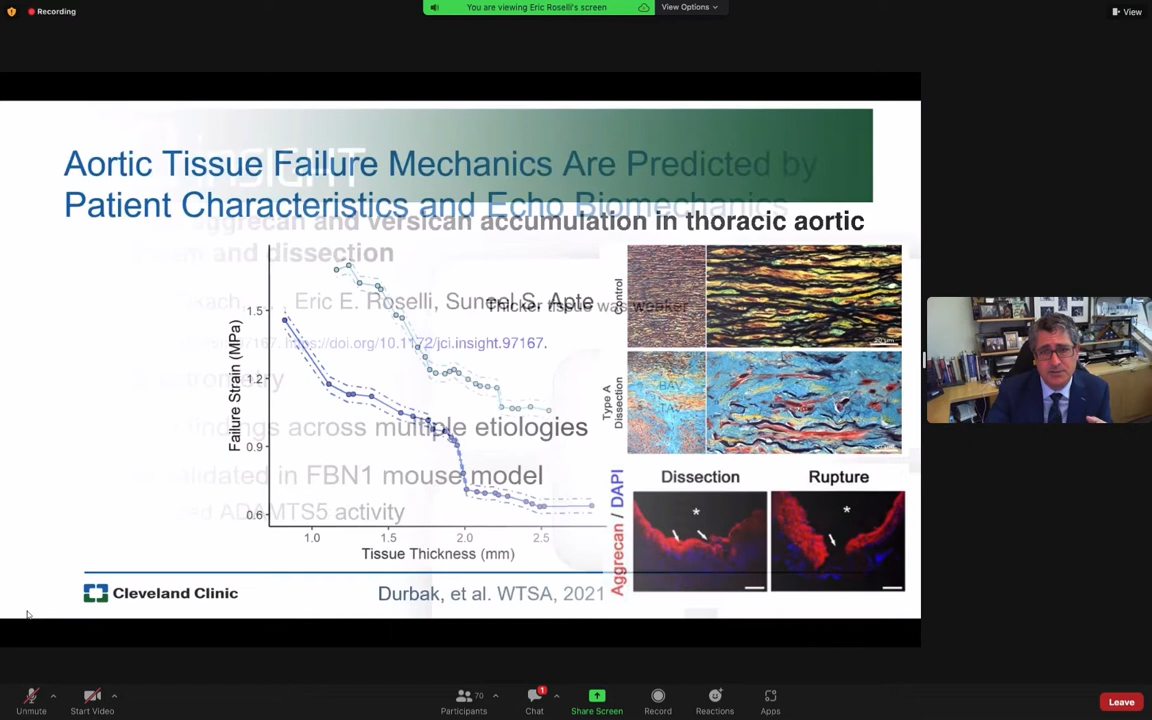 Recording
You are viewing Eric Roselli's screen
View Options
View
Aortic Tissue Failure Mechanics Are Predicted by
Patient Characteristics and Echo Biomechanics
INSIGHT
aggrecan and versican accumulation in thoracic aortic
and dissection
Eric E. Roselli, Suneel S. Apte
Thicker tissue was weaker
https://doi.org/10.1172/jci.insight.97167.
findings across multiple etiologies
validated in FBN1 mouse model
ADAMTS5 activity
Failure Strain (MPa)
1.5
1.2
0.9
0.6
1.0
1.5
2.0
2.5
Tissue Thickness (mm)
Control
Type A
Dissection
BAV
TAV
Dissection
Rupture
*
*
Aggrecan / DAPI
Cleveland Clinic
Durbak, et al. WTSA, 2021
Unmute
Start Video
70
Participants
1
Chat
Share Screen
Record
Reactions
Apps
Leave